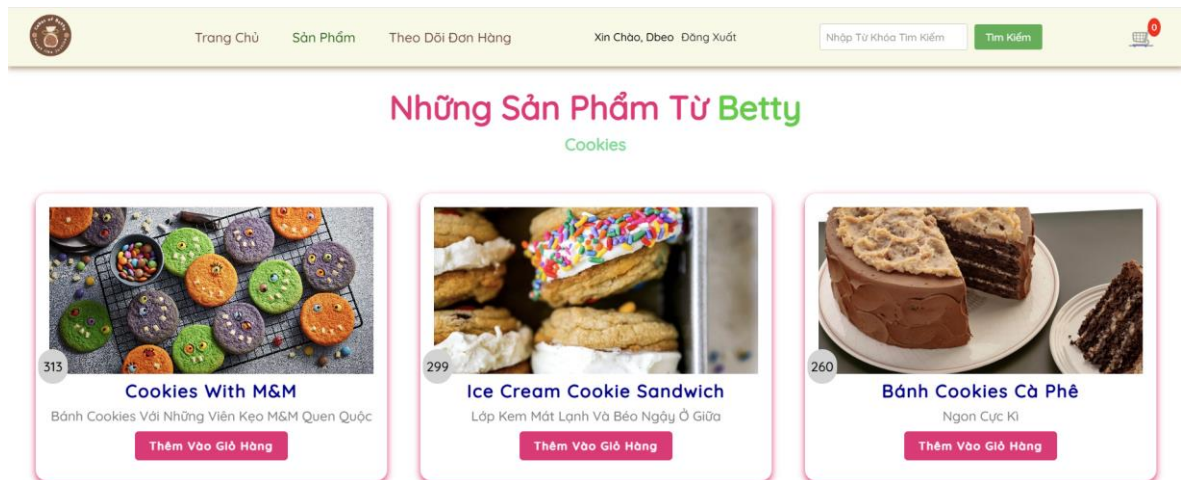 Trang Chủ Sản Phẩm Theo Dõi Đơn Hàng Xin Chào, Dbeo Đăng Xuất Nhập Từ Khóa Tìm Kiếm Tìm Kiếm 0
Những Sản Phẩm Từ Betty
Cookies
313
Cookies With M&M
Bánh Cookies Với Những Viên Kẹo M&M Quen Quộc
Thêm Vào Giỏ Hàng
299
Ice Cream Cookie Sandwich
Lớp Kem Mát Lạnh Và Béo Ngậy Ở Giữa
Thêm Vào Giỏ Hàng
260
Bánh Cookies Cà Phê
Ngon Cực Kì
Thêm Vào Giỏ Hàng